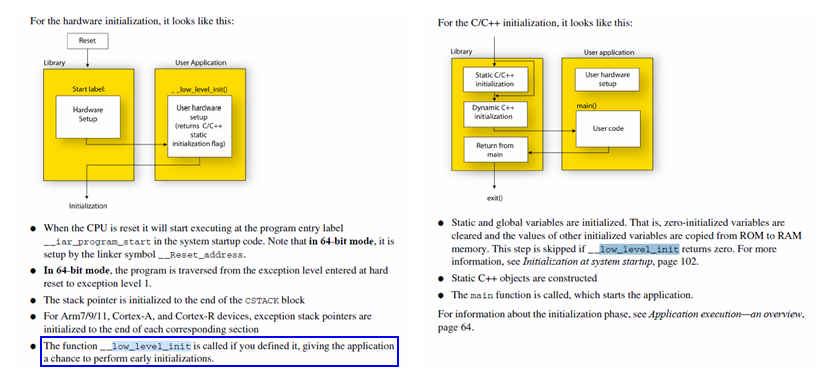 For the hardware initialization, it looks like this:
Reset
Library
User Application
Start label:
Hardware
Setup
__low_level_init()
User hardware
setup
(returns C/C++
static
initialization flag)
Initialization
● When the CPU is reset it will start executing at the program entry label
__iar_program_start in the system startup code. Note that in 64-bit mode, it is
setup by the linker symbol __Reset_address.
● In 64-bit mode, the program is traversed from the exception level entered at hard
reset to exception level 1.
● The stack pointer is initialized to the end of the CSTACK block
● For Arm7/9/11, Cortex-A, and Cortex-R devices, exception stack pointers are
initialized to the end of each corresponding section
● The function __low_level_init is called if you defined it, giving the application
a chance to perform early initializations.
For the C/C++ initialization, it looks like this:
Library
User application
Static C/C++
initialization
Dynamic C++
initialization
Return from
main
User hardware
setup
main()
User code
exit()
● Static and global variables are initialized. That is, zero-initialized variables are
cleared and the values of other initialized variables are copied from ROM to RAM
memory. This step is skipped if __low_level_init returns zero. For more
information, see Initialization at system startup, page 102.
● Static C++ objects are constructed
● The main function is called, which starts the application.
For information about the initialization phase, see Application execution—an overview,
page 64.